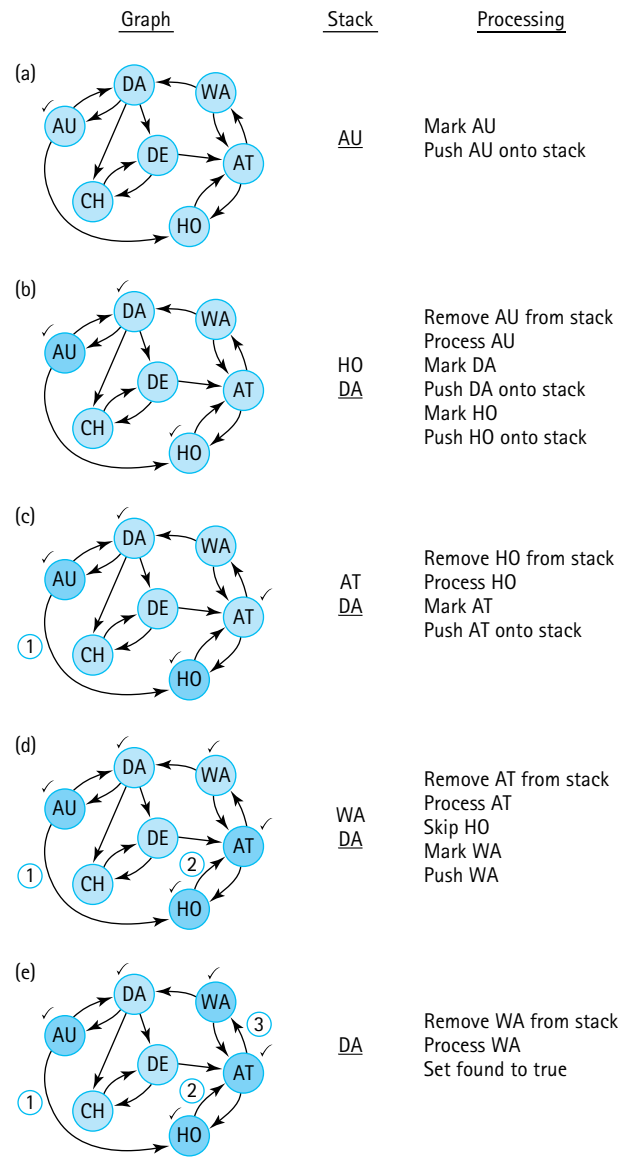 Graph Stack Processing
(a)
DA
WA
AU
DE
AT
CH
HO
AU
Mark AU
Push AU onto stack
(b)
DA
WA
AU
DE
AT
CH
HO
HO
DA
Remove AU from stack
Process AU
Mark DA
Push DA onto stack
Mark HO
Push HO onto stack
(c)
DA
WA
AU
DE
AT
CH
1
HO
AT
DA
Remove HO from stack
Process HO
Mark AT
Push AT onto stack
(d)
DA
WA
AU
DE
AT
2
CH
1
HO
WA
DA
Remove AT from stack
Process AT
Skip HO
Mark WA
Push WA
(e)
DA
WA
3
AU
DE
AT
2
CH
1
HO
DA
Remove WA from stack
Process WA
Set found to true